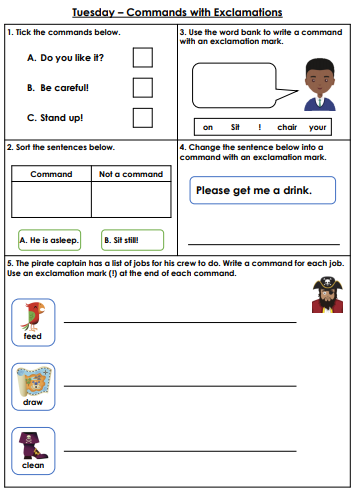 Tuesday – Commands with Exclamations
1. Tick the commands below.
A. Do you like it?
B. Be careful!
C. Stand up!
3. Use the word bank to write a command
with an exclamation mark.
on Sit ! chair your
2. Sort the sentences below.
Command Not a command
A. He is asleep. B. Sit still!
4. Change the sentence below into a
command with an exclamation mark.
Please get me a drink.
5. The pirate captain has a list of jobs for his crew to do. Write a command for each job.
Use an exclamation mark (!) at the end of each command.
feed
draw
clean